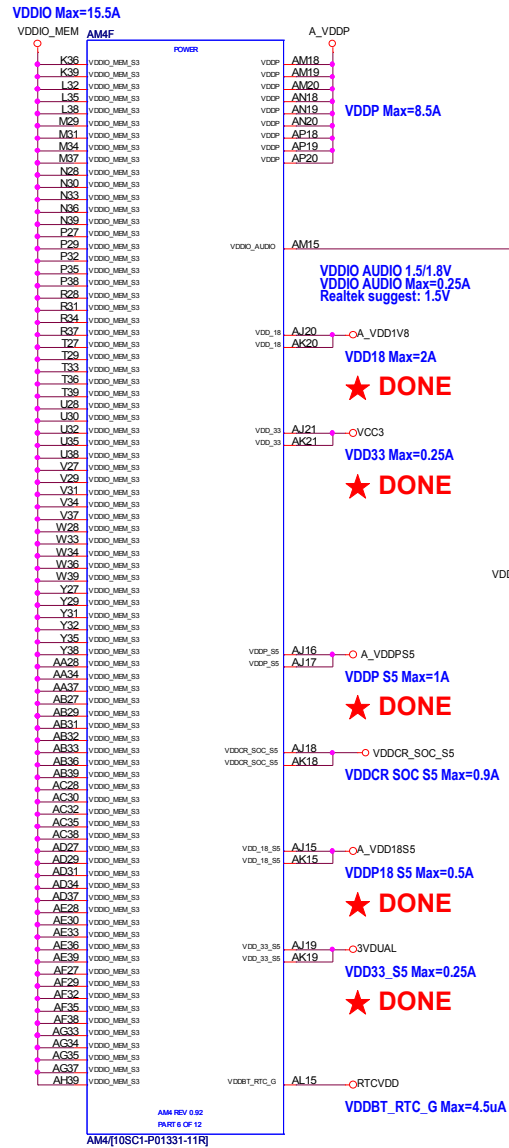 VDDIO Max=15.5A
VDDIO_MEM AM4F A_VDDP
POWER
K36 VDDIO_MEM_S3 VDDP AM18
K39 VDDIO_MEM_S3 VDDP AM19
L32 VDDIO_MEM_S3 VDDP AM20
L35 VDDIO_MEM_S3 VDDP AN18
L38 VDDIO_MEM_S3 VDDP AN19 VDDP Max=8.5A
M29 VDDIO_MEM_S3 VDDP AN20
M31 VDDIO_MEM_S3 VDDP AP18
M34 VDDIO_MEM_S3 VDDP AP19
M37 VDDIO_MEM_S3 VDDP AP20
N28 VDDIO_MEM_S3
N30 VDDIO_MEM_S3
N33 VDDIO_MEM_S3
N36 VDDIO_MEM_S3
N39 VDDIO_MEM_S3
P27 VDDIO_MEM_S3
P29 VDDIO_MEM_S3 VDDIO_AUDIO AM15
P32 VDDIO_MEM_S3
P35 VDDIO_MEM_S3 VDDIO AUDIO 1.5/1.8V
P38 VDDIO_MEM_S3 VDDIO AUDIO Max=0.25A
R28 VDDIO_MEM_S3 Realtek suggest: 1.5V
R31 VDDIO_MEM_S3
R34 VDDIO_MEM_S3
R37 VDDIO_MEM_S3 VDD_18 AJ20 A_VDD1V8
T27 VDDIO_MEM_S3 VDD_18 AK20
T29 VDDIO_MEM_S3 VDD18 Max=2A
T33 VDDIO_MEM_S3
T36 VDDIO_MEM_S3 DONE
T39 VDDIO_MEM_S3
U28 VDDIO_MEM_S3
U30 VDDIO_MEM_S3
U32 VDDIO_MEM_S3 VDD_33 AJ21 VCC3
U35 VDDIO_MEM_S3 VDD_33 AK21
U38 VDDIO_MEM_S3 VDD33 Max=0.25A
V27 VDDIO_MEM_S3
V29 VDDIO_MEM_S3 DONE
V31 VDDIO_MEM_S3
V34 VDDIO_MEM_S3
V37 VDDIO_MEM_S3
W28 VDDIO_MEM_S3
W33 VDDIO_MEM_S3
W34 VDDIO_MEM_S3
W36 VDDIO_MEM_S3
W39 VDDIO_MEM_S3
Y27 VDDIO_MEM_S3
Y29 VDDIO_MEM_S3
Y31 VDDIO_MEM_S3
Y32 VDDIO_MEM_S3
Y35 VDDIO_MEM_S3
Y38 VDDIO_MEM_S3 VDDP_S5 AJ16 A_VDDPS5
AA28 VDDIO_MEM_S3 VDDP_S5 AJ17
AA34 VDDIO_MEM_S3 VDDP S5 Max=1A
AA37 VDDIO_MEM_S3
AB27 VDDIO_MEM_S3 DONE
AB29 VDDIO_MEM_S3
AB31 VDDIO_MEM_S3
AB32 VDDIO_MEM_S3
AB33 VDDIO_MEM_S3 VDDCR_SOC_S5 AJ18 VDDCR_SOC_S5
AB36 VDDIO_MEM_S3 VDDCR_SOC_S5 AK18
AB39 VDDIO_MEM_S3 VDDCR SOC S5 Max=0.9A
AC28 VDDIO_MEM_S3
AC30 VDDIO_MEM_S3
AC32 VDDIO_MEM_S3
AC35 VDDIO_MEM_S3
AC38 VDDIO_MEM_S3
AD27 VDDIO_MEM_S3 VDD_18_S5 AJ15 A_VDD18S5
AD29 VDDIO_MEM_S3 VDD_18_S5 AK15
AD31 VDDIO_MEM_S3 VDDP18 S5 Max=0.5A
AD34 VDDIO_MEM_S3
AD37 VDDIO_MEM_S3 DONE
AE28 VDDIO_MEM_S3
AE30 VDDIO_MEM_S3
AE33 VDDIO_MEM_S3
AE36 VDDIO_MEM_S3 VDD_33_S5 AJ19 3VDUAL
AE39 VDDIO_MEM_S3 VDD_33_S5 AK19
AF27 VDDIO_MEM_S3 VDD33_S5 Max=0.25A
AF29 VDDIO_MEM_S3
AF32 VDDIO_MEM_S3 DONE
AF35 VDDIO_MEM_S3
AF38 VDDIO_MEM_S3
AG33 VDDIO_MEM_S3
AG34 VDDIO_MEM_S3
AG35 VDDIO_MEM_S3
AG37 VDDIO_MEM_S3
AH39 VDDIO_MEM_S3 VDDBT_RTC_G AL15 RTCVDD
VDDBT_RTC_G Max=4.5uA
AM4 REV 0.92
PART 6 OF 12
AM4/[10SC1-P01331-11R]